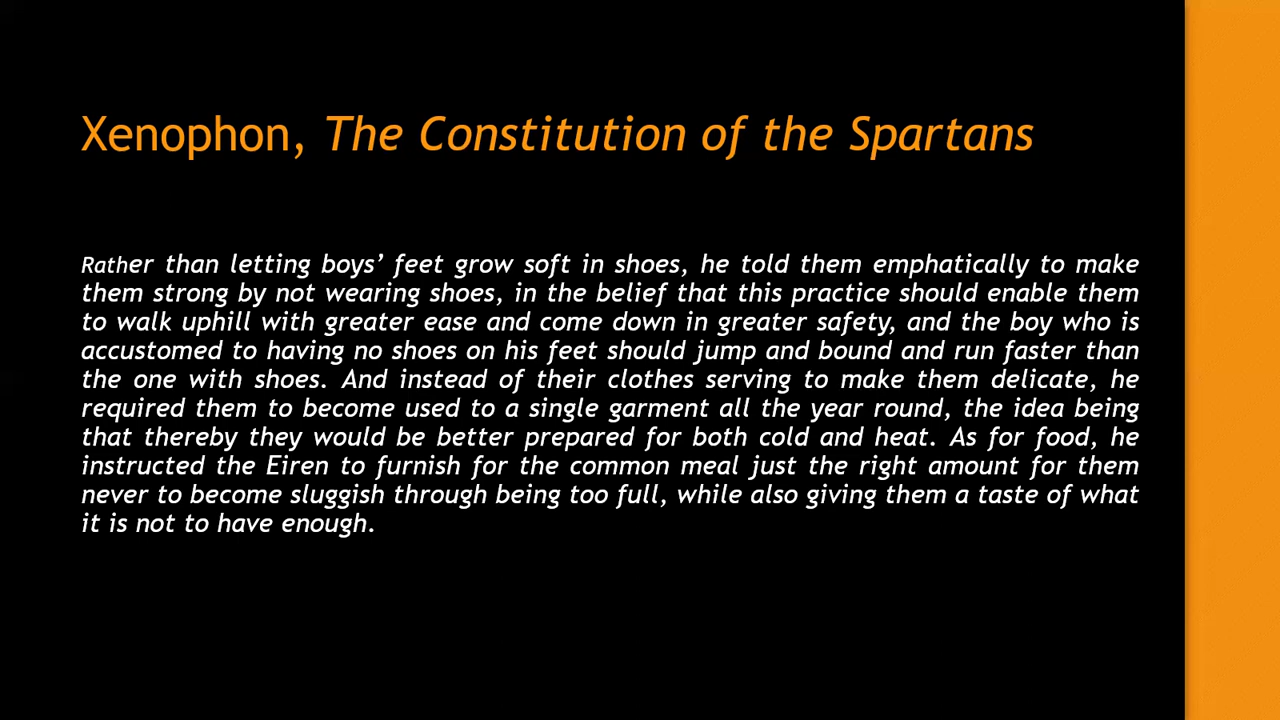 Xenophon, The Constitution of the Spartans
Rather than letting boys’ feet grow soft in shoes, he told them emphatically to make
them strong by not wearing shoes, in the belief that this practice should enable them
to walk uphill with greater ease and come down in greater safety, and the boy who is
accustomed to having no shoes on his feet should jump and bound and run faster than
the one with shoes. And instead of their clothes serving to make them delicate, he
required them to become used to a single garment all the year round, the idea being
that thereby they would be better prepared for both cold and heat. As for food, he
instructed the Eiren to furnish for the common meal just the right amount for them
never to become sluggish through being too full, while also giving them a taste of what
it is not to have enough.